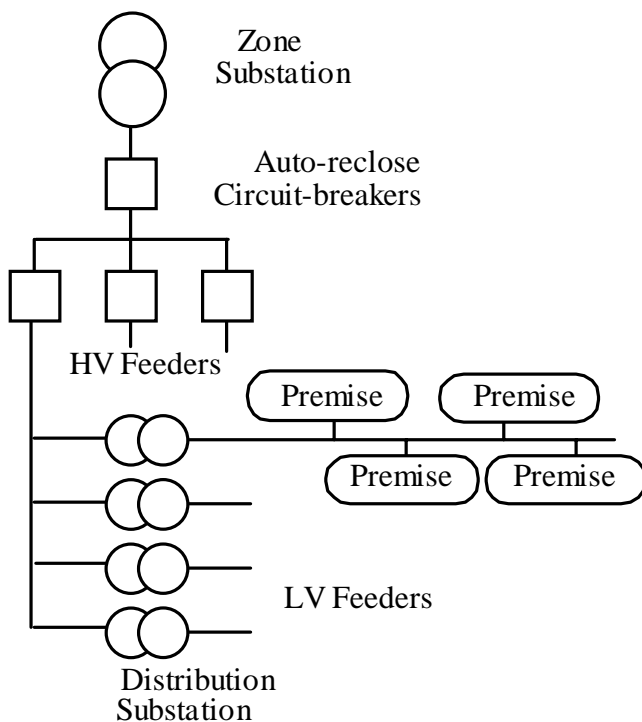 Zone
Substation
Auto-reclose
Circuit-breakers
HV Feeders
Premise
Premise
Premise
Premise
LV Feeders
Distribution
Substation